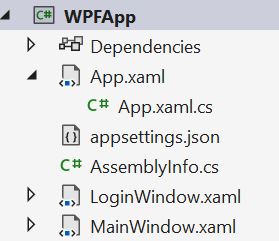 WPFApp
Dependencies
App.xaml
App.xaml.cs
appsettings.json
AssemblyInfo.cs
LoginWindow.xaml
MainWindow.xaml